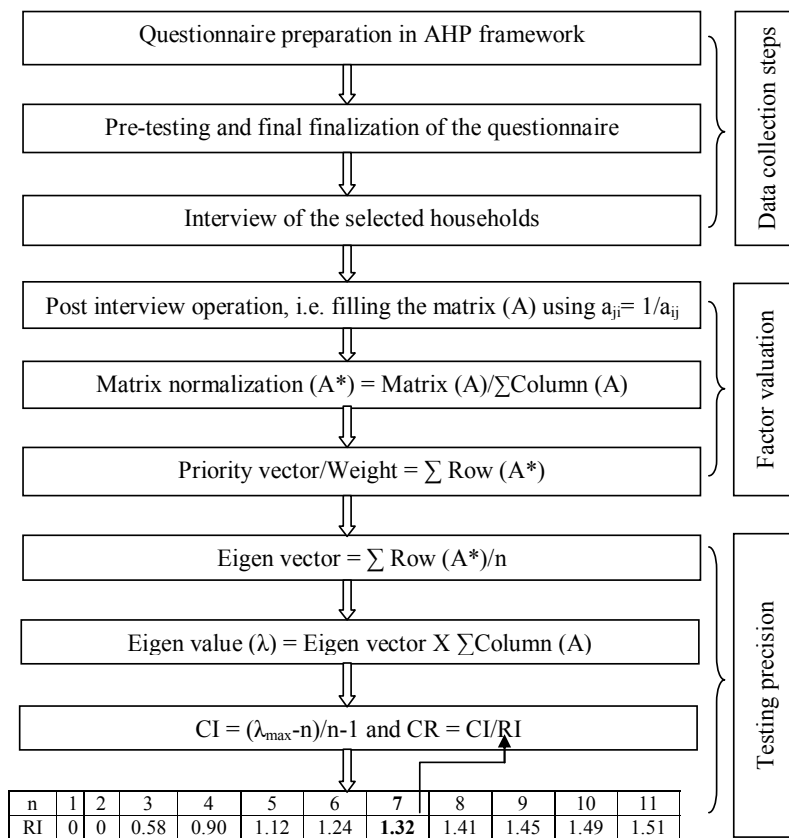 Questionnaire preparation in AHP framework
Pre-testing and final finalization of the questionnaire
Interview of the selected households
Data collection steps
Post interview operation, i.e. filling the matrix (A) using aji= 1/aij
Matrix normalization (A*) = Matrix (A)/∑Column (A)
Priority vector/Weight = ∑ Row (A*)
Factor valuation
Eigen vector = ∑ Row (A*)/n
Eigen value (λ) = Eigen vector X ∑Column (A)
CI = (λmax-n)/n-1 and CR = CI/RI
Testing precision
n 1 2 3 4 5 6 7 8 9 10 11
RI 0 0 0.58 0.90 1.12 1.24 1.32 1.41 1.45 1.49 1.51